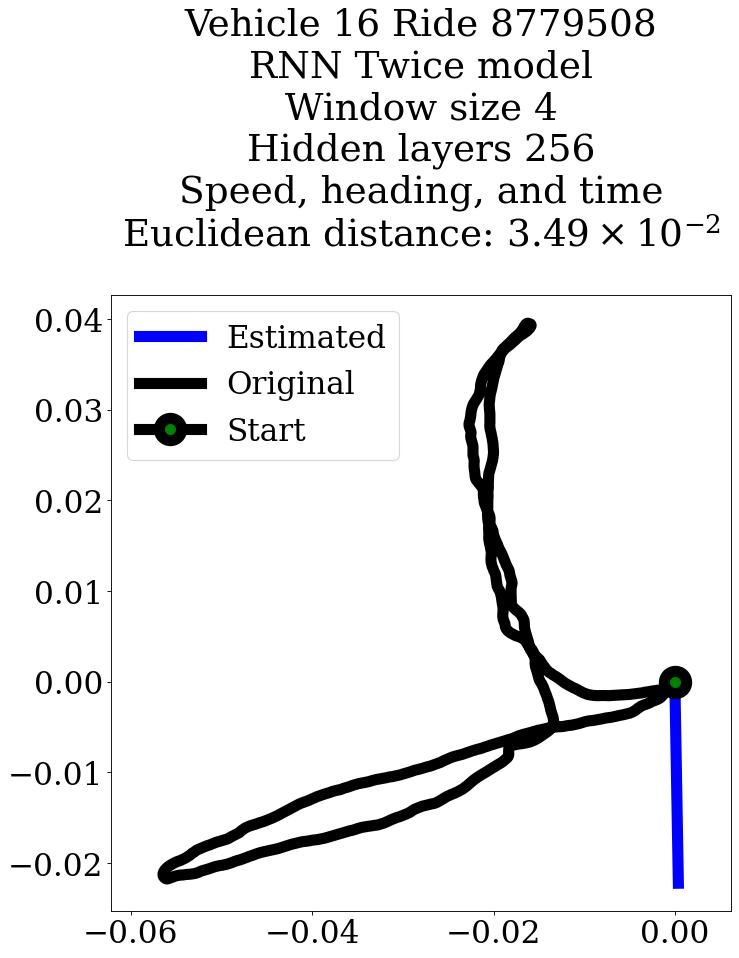 Vehicle 16 Ride 8779508
RNN Twice model
Window size 4
Hidden layers 256
Speed, heading, and time
Euclidean distance: 3.49 × 10⁻²
Estimated
Original
Start
0.04
0.03
0.02
0.01
0.00
−0.01
−0.02
−0.06 −0.04 −0.02 0.00